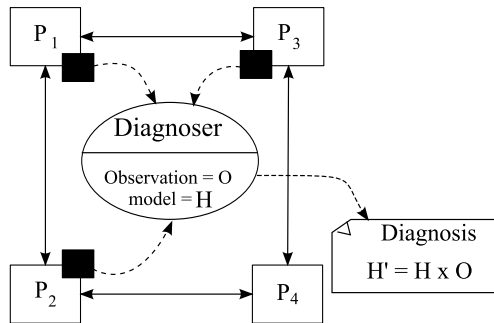 P₁
P₃
Diagnoser
Observation = O
model = H
Diagnosis
H' = H x O
P₂
P₄